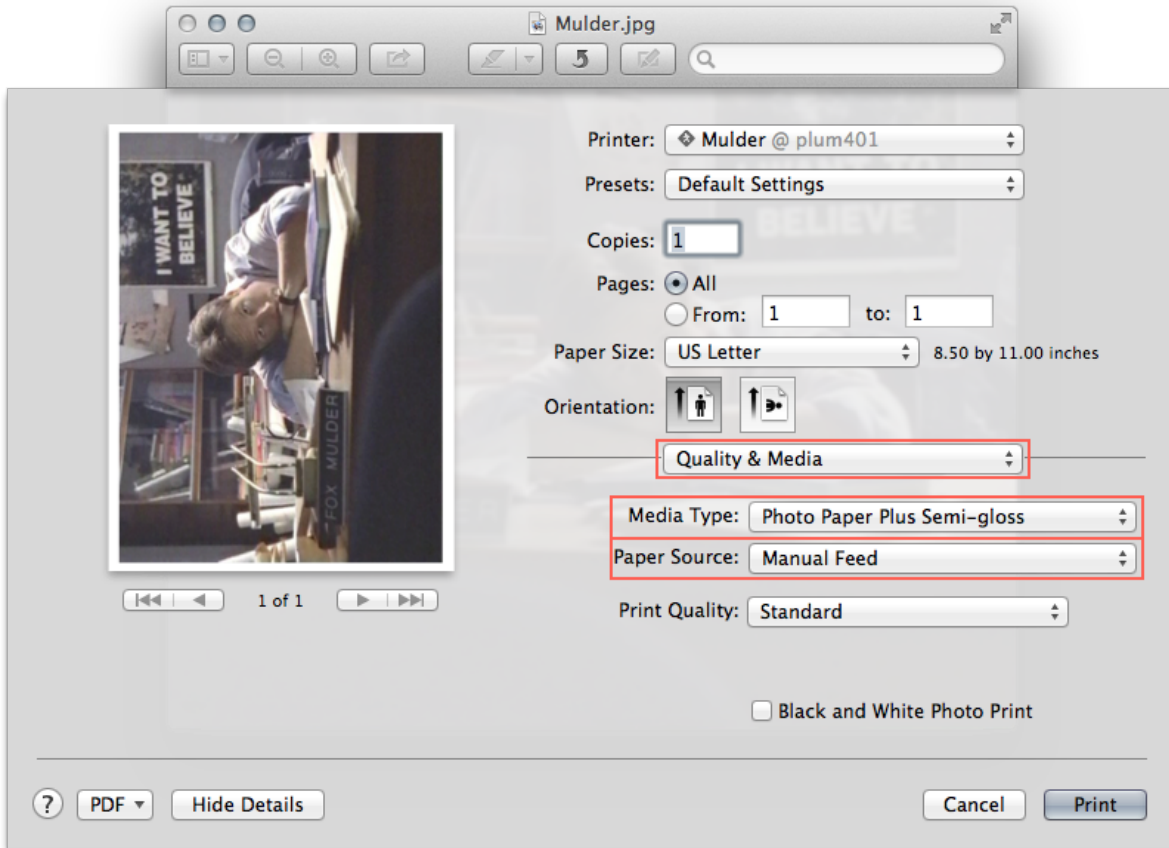 Mulder.jpg
Printer: Mulder @ plum401
Presets: Default Settings
Copies: 1
Pages: All
From: 1 to: 1
Paper Size: US Letter 8.50 by 11.00 inches
Orientation:
Quality & Media
Media Type: Photo Paper Plus Semi-gloss
Paper Source: Manual Feed
Print Quality: Standard
Black and White Photo Print
I WANT TO
BELIEVE
FOX MULDER
1 of 1
BELIEVE
? PDF Hide Details Cancel Print